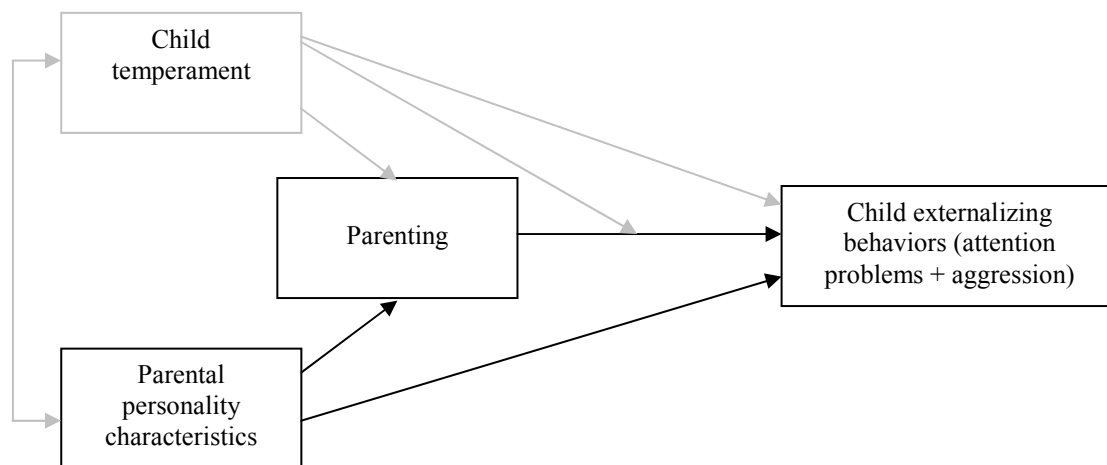 Child
temperament
Parenting
Child externalizing
behaviors (attention
problems + aggression)
Parental
personality
characteristics